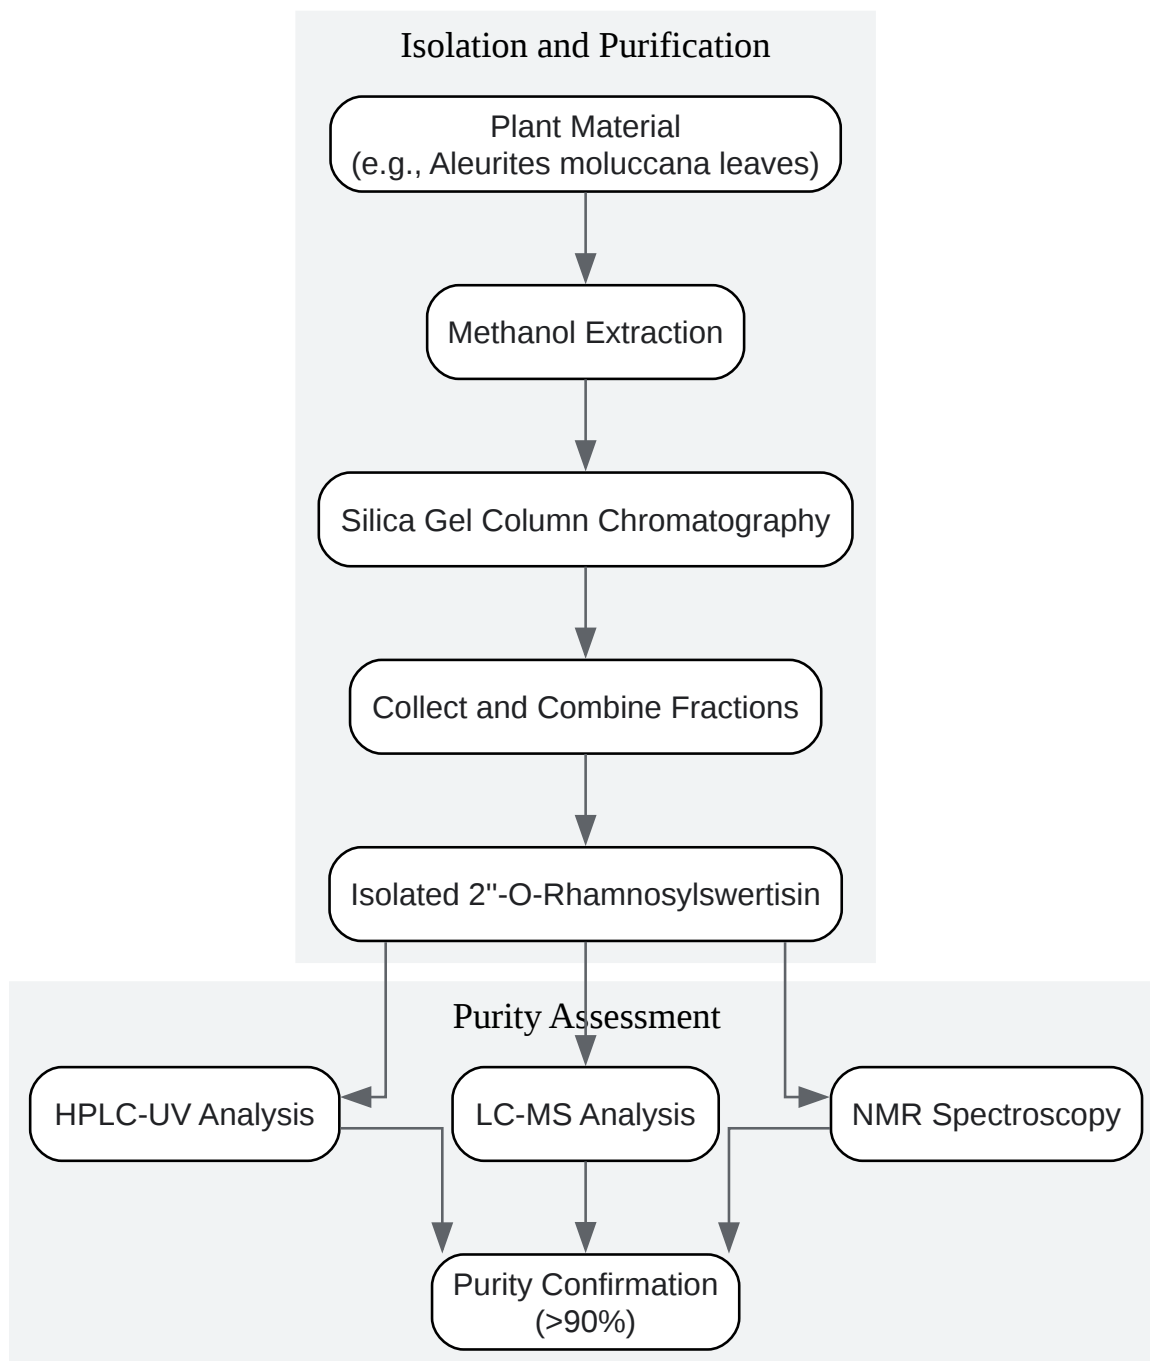 Isolation and Purification
Plant Material
(e.g., Aleurites moluccana leaves)
Methanol Extraction
Silica Gel Column Chromatography
Collect and Combine Fractions
Isolated 2''-O-Rhamnosylswertisin
Purity Assessment
HPLC-UV Analysis
LC-MS Analysis
NMR Spectroscopy
Purity Confirmation
(>90%)